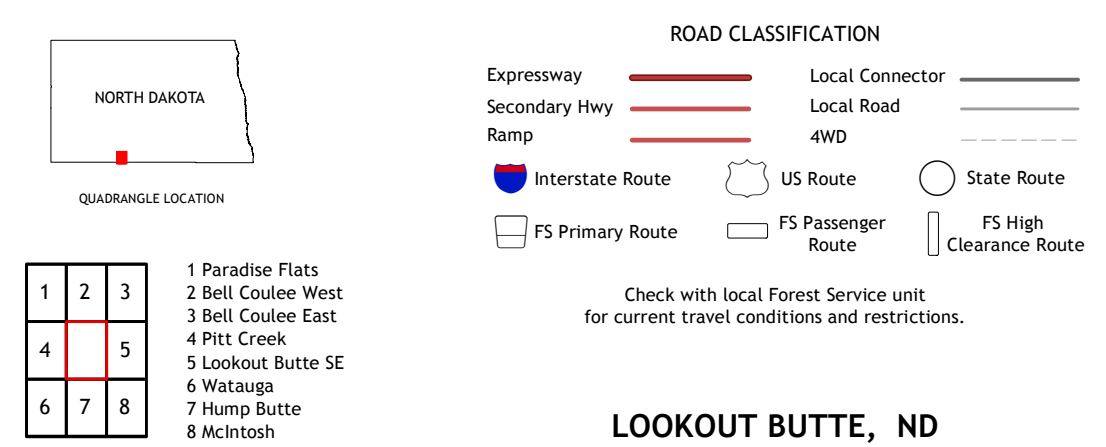 NORTH DAKOTA
QUADRANGLE LOCATION
1 2 3
4 5
6 7 8
1 Paradise Flats
2 Bell Coulee West
3 Bell Coulee East
4 Pitt Creek
5 Lookout Butte SE
6 Watauga
7 Hump Butte
8 McIntosh
ROAD CLASSIFICATION
Expressway
Secondary Hwy
Ramp
Local Connector
Local Road
4WD
Interstate Route
US Route
State Route
FS Primary Route
FS Passenger
Route
FS High
Clearance Route
Check with local Forest Service unit
for current travel conditions and restrictions.
LOOKOUT BUTTE, ND